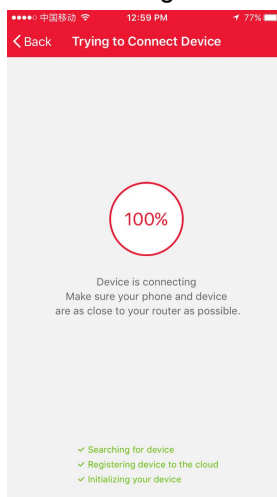 中国移动 12:59 PM 77%
Back Trying to Connect Device
100%
Device is connecting
Make sure your phone and device
are as close to your router as possible.
✓ Searching for device
✓ Registering device to the cloud
✓ Initializing your device